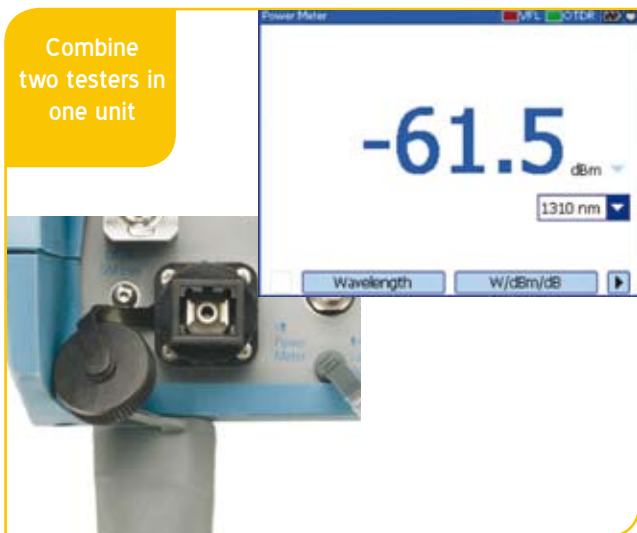 Combine
two testers in
one unit
Power Meter VFL OTDR
-61.5 dBm
1310 nm
Wavelength W/dBm/dB
Power
Meter